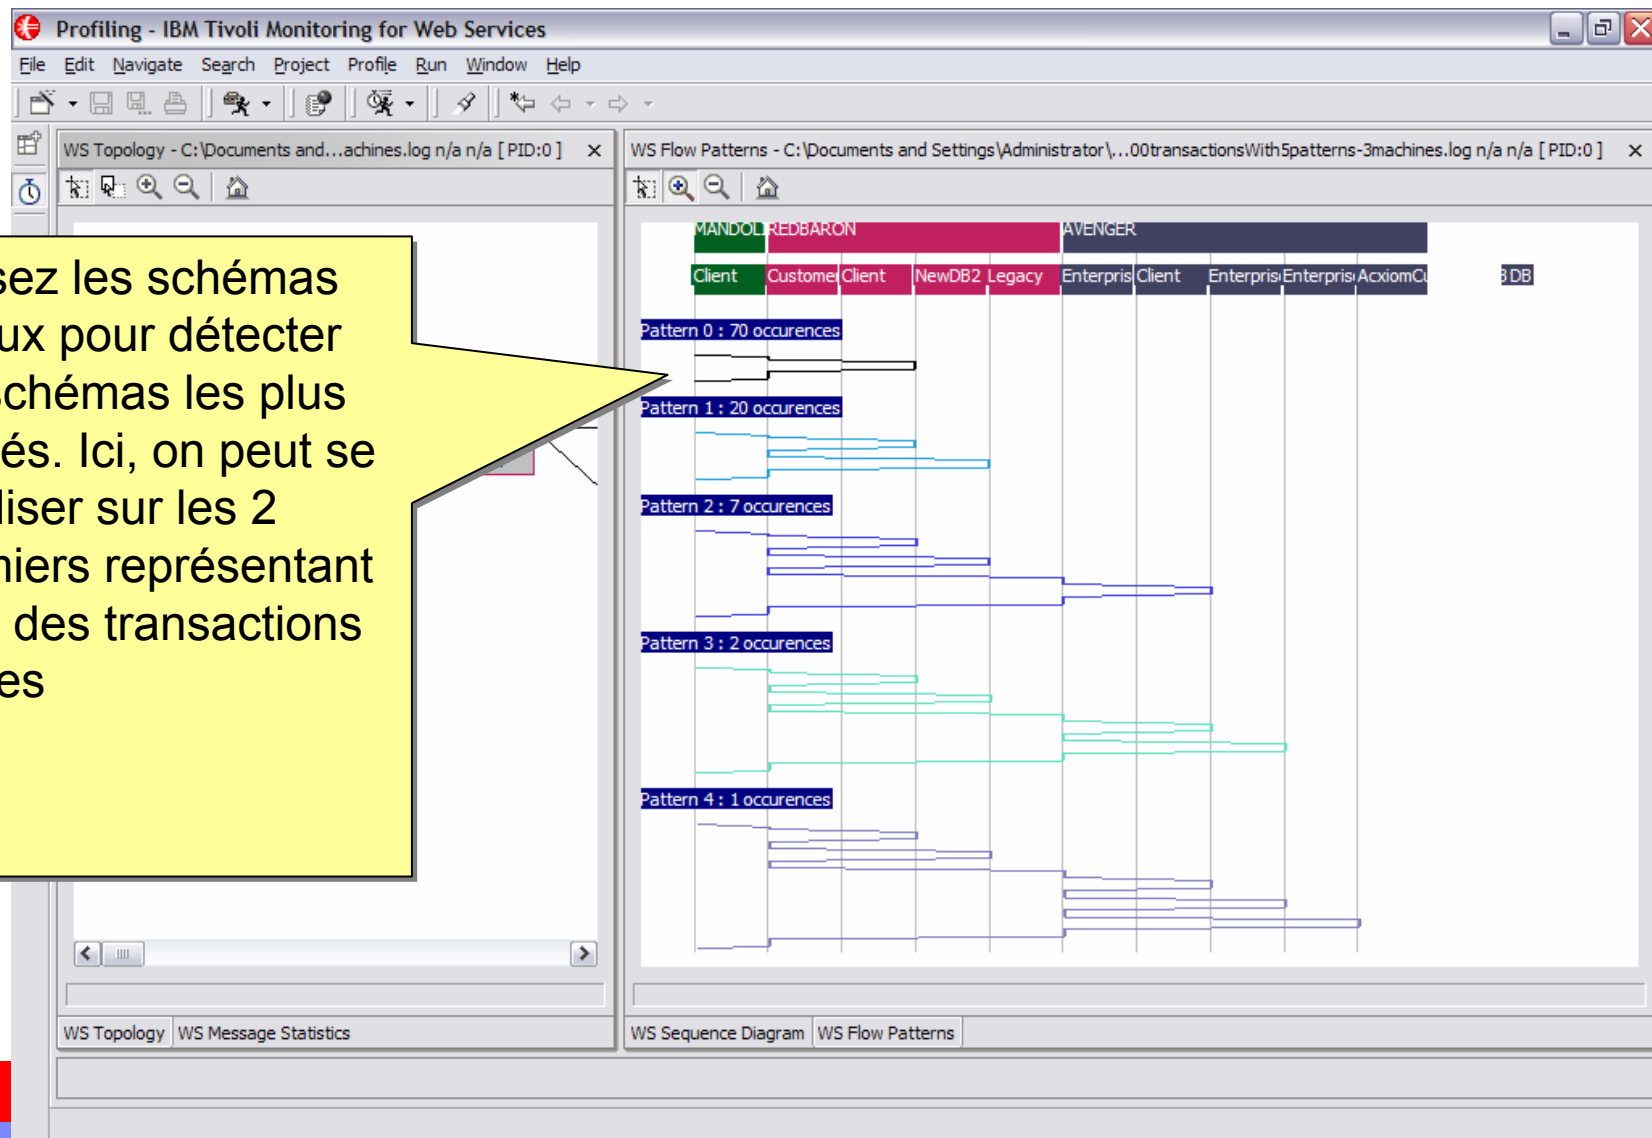 Profiling - IBM Tivoli Monitoring for Web Services
File Edit Navigate Search Project Profile Run Window Help
WS Topology - C:\Documents and...achines.log n/a n/a [ PID:0 ]
WS Flow Patterns - C:\Documents and Settings\Administrator\...00transactionsWith5patterns-3machines.log n/a n/a [ PID:0 ]
MANDOLI REDBARON AVENGER
Client Customer Client NewDB2 Legacy Enterpris Client Enterpris Enterpris AcxiomCu B DB
sez les schémas
ux pour détecter
schémas les plus
és. Ici, on peut se
liser sur les 2
niers représentant
des transactions
es
Pattern 0 : 70 occurences
Pattern 1 : 20 occurences
Pattern 2 : 7 occurences
Pattern 3 : 2 occurences
Pattern 4 : 1 occurences
WS Topology WS Message Statistics
WS Sequence Diagram WS Flow Patterns